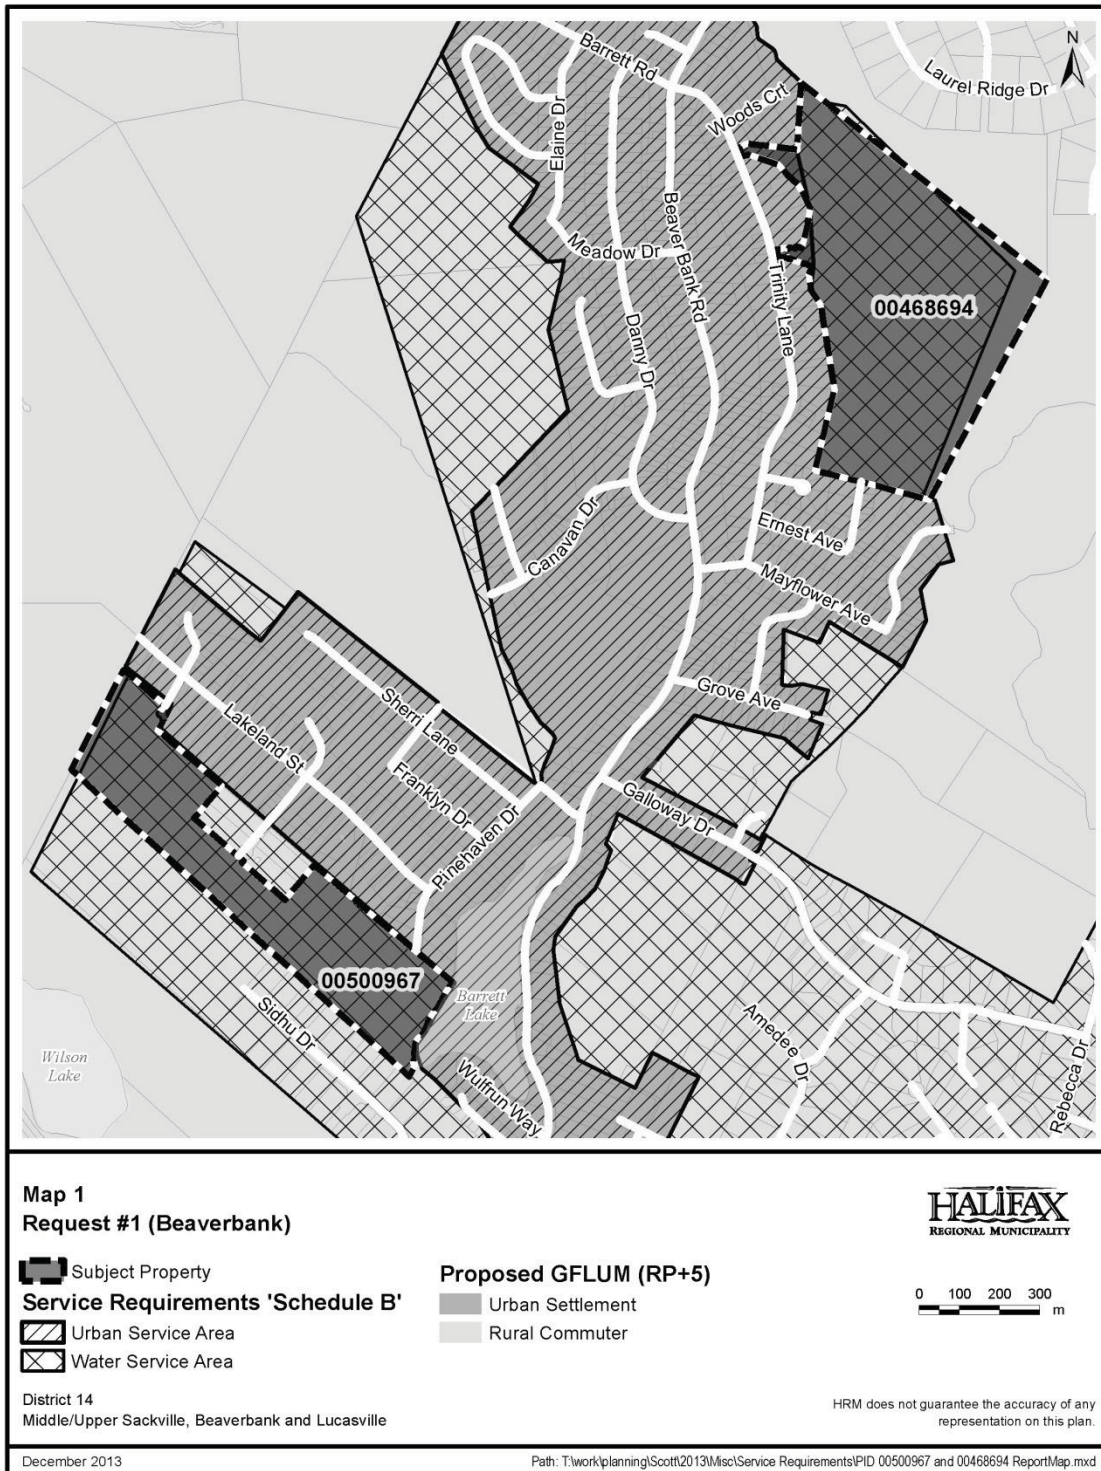 N
Laurel Ridge Dr
Barrett Rd
Woods Crt
Elaine Dr
Meadow Dr
Beaver Bank Rd
Trinity Lane
00468694
Danny Dr
Canavan Dr
Ernest Ave
Mayflower Ave
Grove Ave
Sherri Lane
Lakeland St
Franklyn Dr
Pinehaven Dr
Galloway Dr
00500967
Barrett
Lake
Sidhu Dr
Amedee Dr
Wilson
Lake
Wulfrun Way
Rebecca Dr
Map 1
Request #1 (Beaverbank)
Subject Property
Service Requirements 'Schedule B'
Urban Service Area
Water Service Area
Proposed GFLUM (RP+5)
Urban Settlement
Rural Commuter
HALIFAX
REGIONAL MUNICIPALITY
0 100 200 300
m
District 14
Middle/Upper Sackville, Beaverbank and Lucasville
HRM does not guarantee the accuracy of any
representation on this plan.
December 2013
Path: T:\work\planning\Scott\2013\Misc\Service Requirements\PID 00500967 and 00468694 ReportMap.mxd